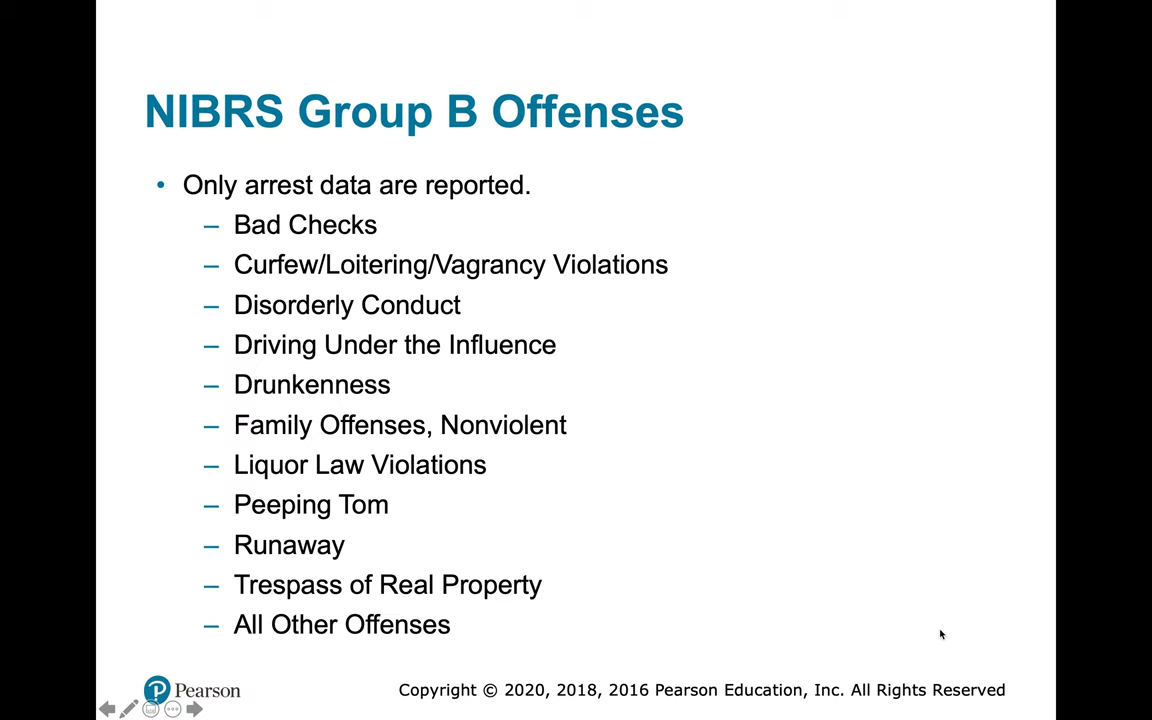 NIBRS Group B Offenses
• Only arrest data are reported.
– Bad Checks
– Curfew/Loitering/Vagrancy Violations
– Disorderly Conduct
– Driving Under the Influence
– Drunkenness
– Family Offenses, Nonviolent
– Liquor Law Violations
– Peeping Tom
– Runaway
– Trespass of Real Property
– All Other Offenses
Pearson
Copyright © 2020, 2018, 2016 Pearson Education, Inc. All Rights Reserved